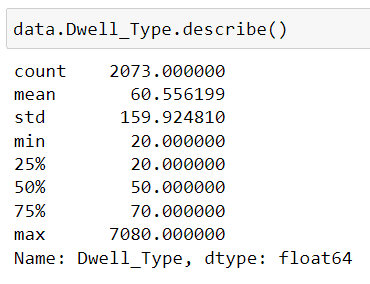 data.Dwell_Type.describe()
count    2073.000000
mean       60.556199
std       159.924810
min        20.000000
25%        20.000000
50%        50.000000
75%        70.000000
max      7080.000000
Name: Dwell_Type, dtype: float64